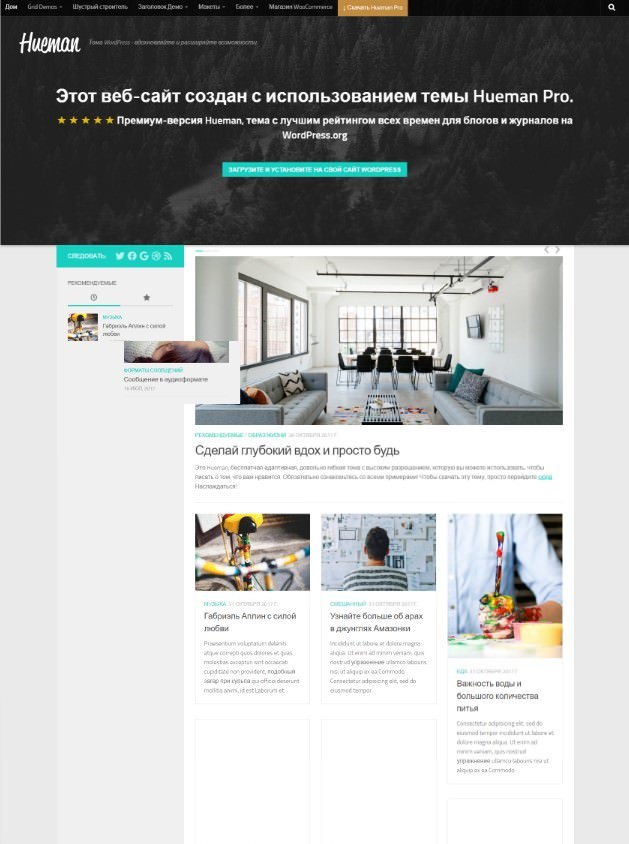 Дом Grid Demos Шустрый строитель Заголовок Демо Макеты Более Магазин WooCommerce ↓ Скачать Hueman Pro
Hueman Тема WordPress - вдохновляйте и расширяйте возможности
Этот веб-сайт создан с использованием темы Hueman Pro.
★★★★★ Премиум-версия Hueman, тема с лучшим рейтингом всех времен для блогов и журналов на
WordPress.org
ЗАГРУЗИТЕ И УСТАНОВИТЕ НА СВОЙ САЙТ WORDPRESS
СЛЕДОВАТЬ:
РЕКОМЕНДУЕМЫЕ
МУЗЫКА
Габриэль Аплин с силой
любви
ФОРМАТЫ СООБЩЕНИЙ
Сообщение в аудиоформате
РЕКОМЕНДУЕМЫЕ / ОБРАЗ ЖИЗНИ 26 ОКТЯБРЯ 2017 Г.
Сделай глубокий вдох и просто будь
Это Hueman, бесплатная адаптивная, довольно гибкая тема с высоким разрешением, которую вы можете использовать, чтобы
писать о том, что вам нравится. Обязательно ознакомьтесь со всеми примерами! Чтобы скачать эту тему, просто перейдите сюда.
Наслаждаться!
МУЗЫКА 31 ОКТЯБРЯ 2017 Г.
Габриэль Аплин с силой
любви
Praesentium voluptatum deleniti
atque corrupti quos dolores et quas
molestias excepturi sint occaecati
cupiditate non provident, подобный
загар при культа qui officia deserunt
mollitia animi, id est Laborum et
СМЕШАННЫЙ 31 ОКТЯБРЯ 2017 Г.
Узнайте больше об арах
в джунглях Амазонки
Incididunt ut labore et dolore magna
aliqua. Ut enim ad minim veniam, quis
nostrud упражнение ullamco laboris
nisi ut aliquip ex ea Commodo.
Consectetur adipisicing elit, sed do
eiusmod tempor
ЕДА 31 ОКТЯБРЯ 2017 Г.
Важность воды и
большого количества
питья
Consectetur adipisicing elit, sed do
eiusmod tempor incididunt ut labore et
dolore magna aliqua. Ut enim ad
minim veniam, quis nostrud
упражнение ullamco laboris nisi ut
aliquip ex ea Commodo